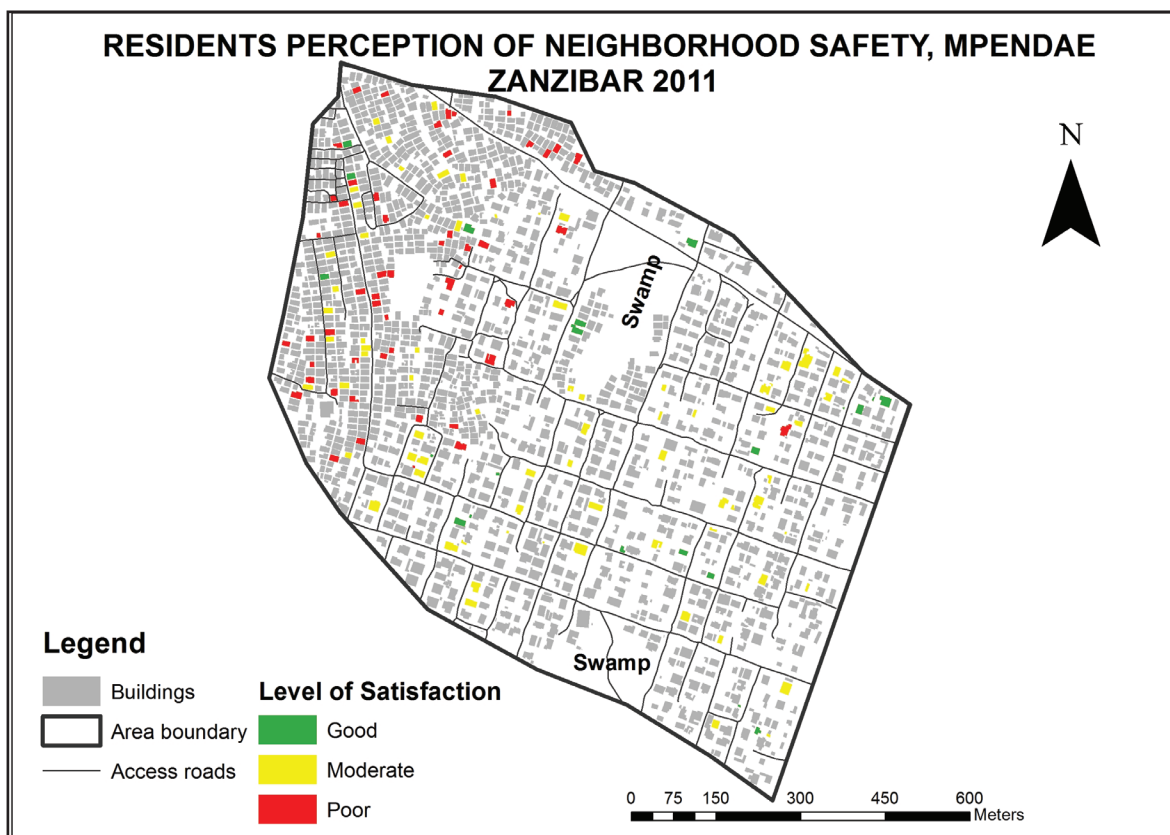 RESIDENTS PERCEPTION OF NEIGHBORHOOD SAFETY, MPENDAE
ZANZIBAR 2011
N
Swamp
Swamp
Legend
Buildings
Area boundary
Access roads
Level of Satisfaction
Good
Moderate
Poor
0 75 150 300 450 600
Meters